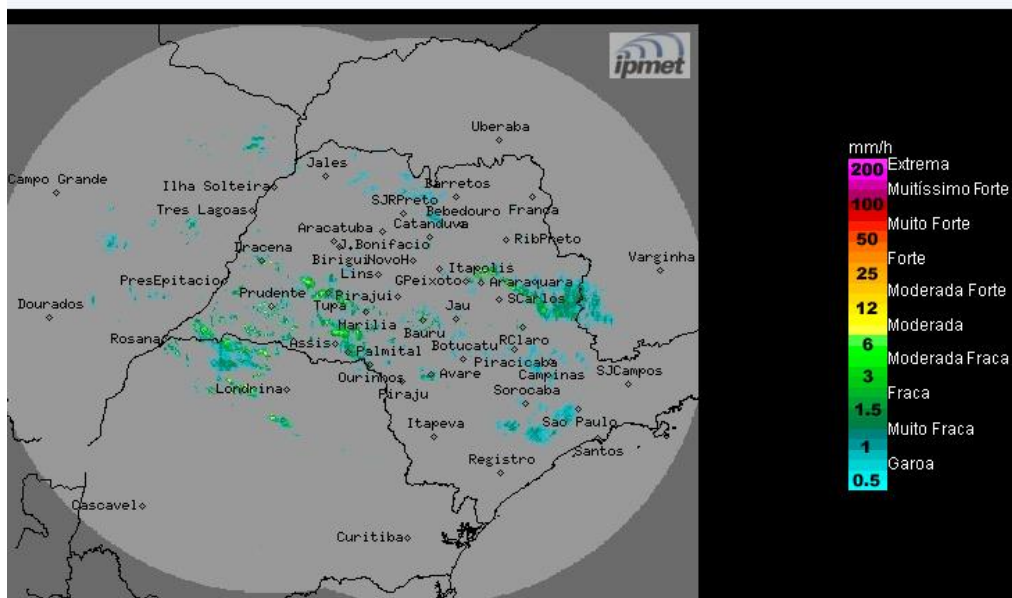 ipmet
Uberaba
Jales
Campo Grande
Ilha Solteira
Barretos
SJRPreto
Tres Lagoas
Bebedouro
Franca
Catanduva
Aracatuba
RibPreto
J.Bonifacio
Dracena
Varginha
Birigui
NovoH
Itapolis
Lins
GPeixoto
Araraquara
PresEpitacio
Prudente
Pirajui
SCarlos
Tupa
Jau
Dourados
Marilia
Bauru
Rosana
Assis
Botucatu
RClaro
Palmital
Piracicaba
Ourinhos
Avare
Campinas
SJCampos
Londrina
Piraju
Sorocaba
Itapeva
Sao Paulo
Santos
Registro
Cascavel
Curitiba
mm/h
200 Extrema
Muitíssimo Forte
100
Muito Forte
50
Forte
25
Moderada Forte
12
Moderada
6
Moderada Fraca
3
Fraca
1.5
Muito Fraca
1
Garoa
0.5